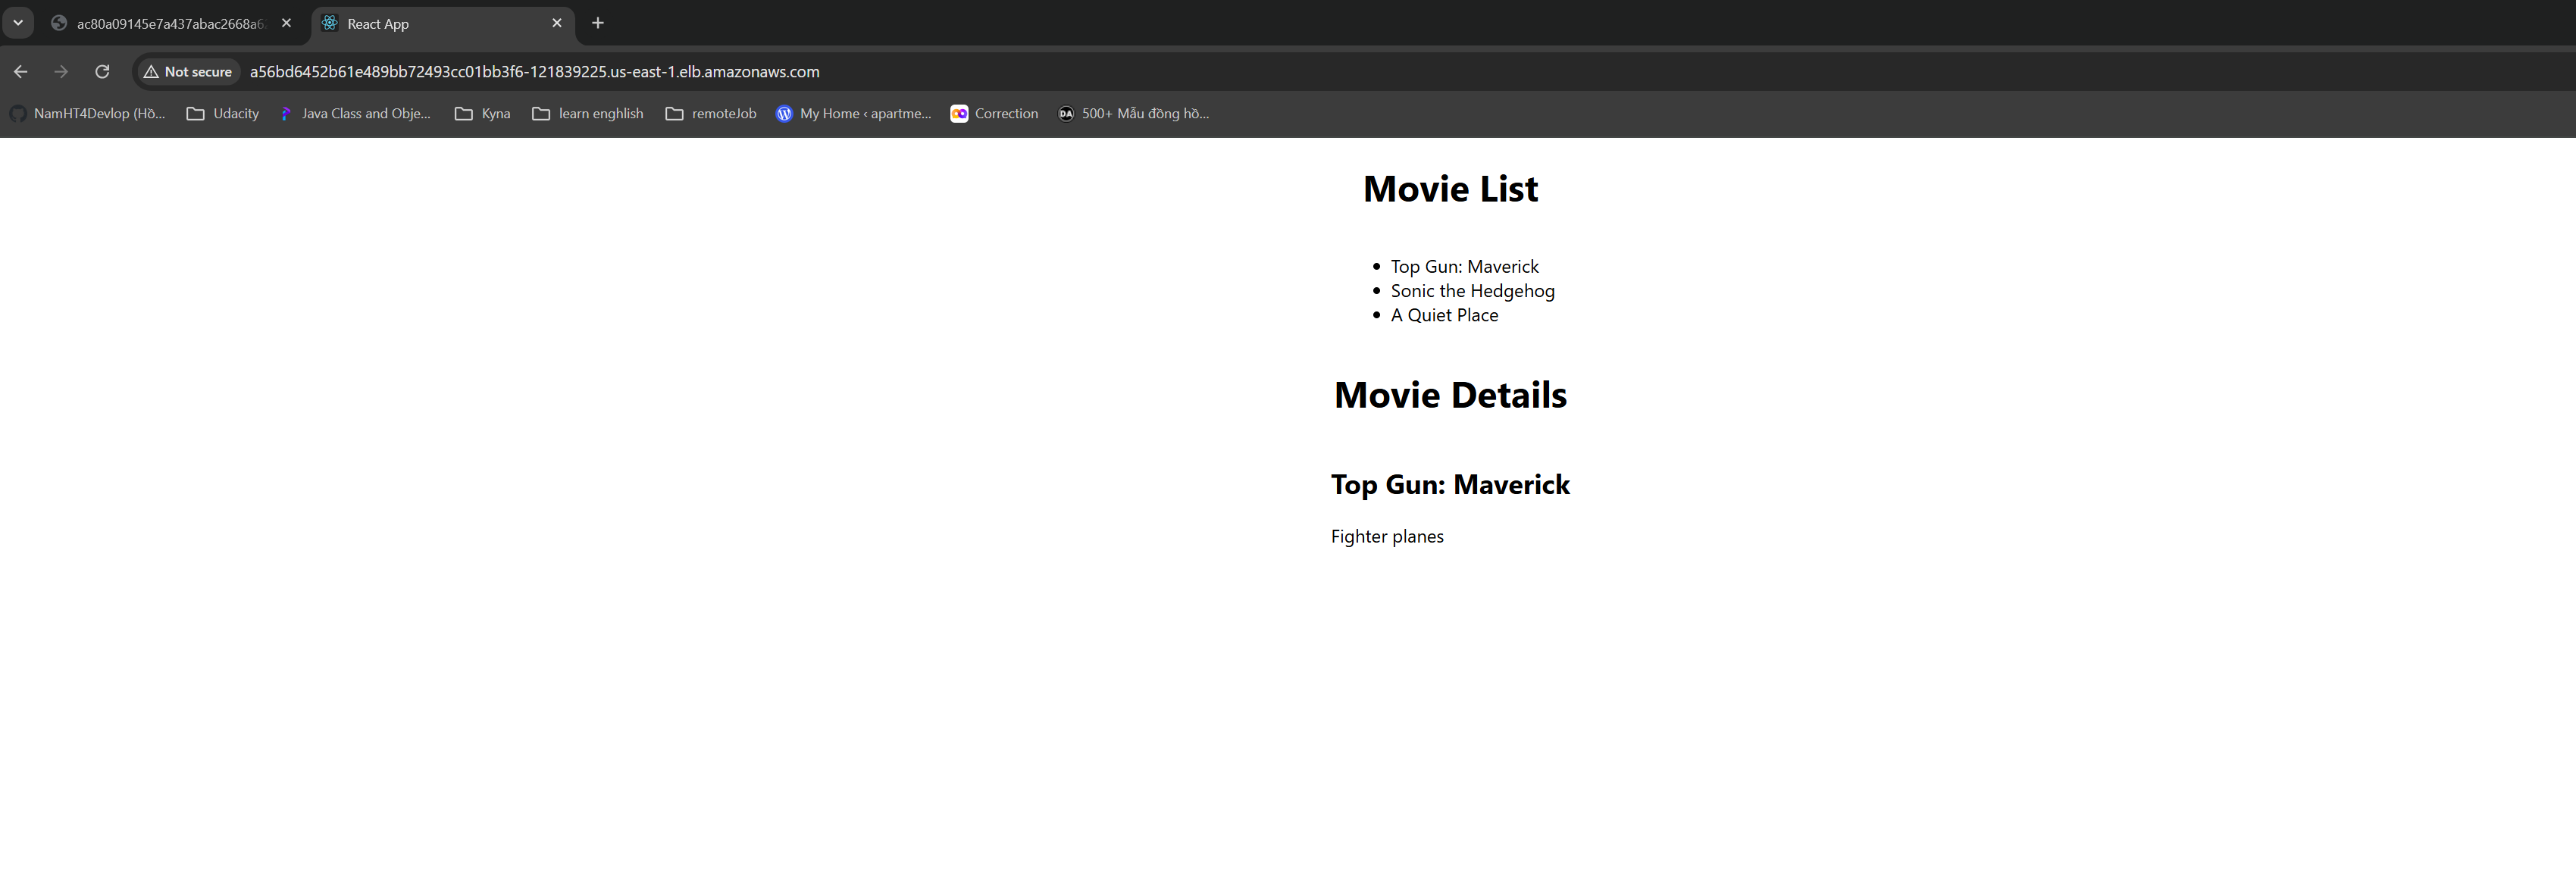 ac80a09145e7a437abac2668a6
React App
Not secure
a56bd6452b61e489bb72493cc01bb3f6-121839225.us-east-1.elb.amazonaws.com
NamHT4Devlop (Hồ...
Udacity
Java Class and Obje...
Kyna
learn enghlish
remoteJob
My Home ‹ apartme...
Correction
DA
500+ Mẫu đồng hồ...
Movie List
• Top Gun: Maverick
• Sonic the Hedgehog
• A Quiet Place
Movie Details
Top Gun: Maverick
Fighter planes